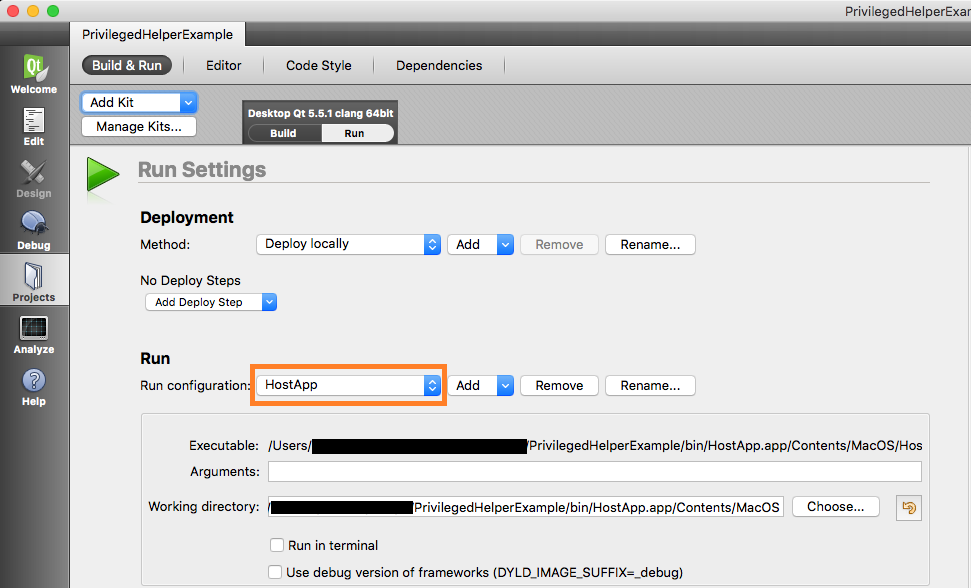 PrivilegedHelperExar
PrivilegedHelperExample
Build & Run Editor Code Style Dependencies
Welcome
Edit
Design
Debug
Projects
Analyze
Help
Add Kit
Manage Kits...
Desktop Qt 5.5.1 clang 64bit
Build Run
Run Settings
Deployment
Method: Deploy locally Add Remove Rename...
No Deploy Steps
Add Deploy Step
Run
Run configuration: HostApp Add Remove Rename...
Executable: /Users/ /PrivilegedHelperExample/bin/HostApp.app/Contents/MacOS/Hos
Arguments:
Working directory: / /PrivilegedHelperExample/bin/HostApp.app/Contents/MacOS Choose...
Run in terminal
Use debug version of frameworks (DYLD_IMAGE_SUFFIX=_debug)